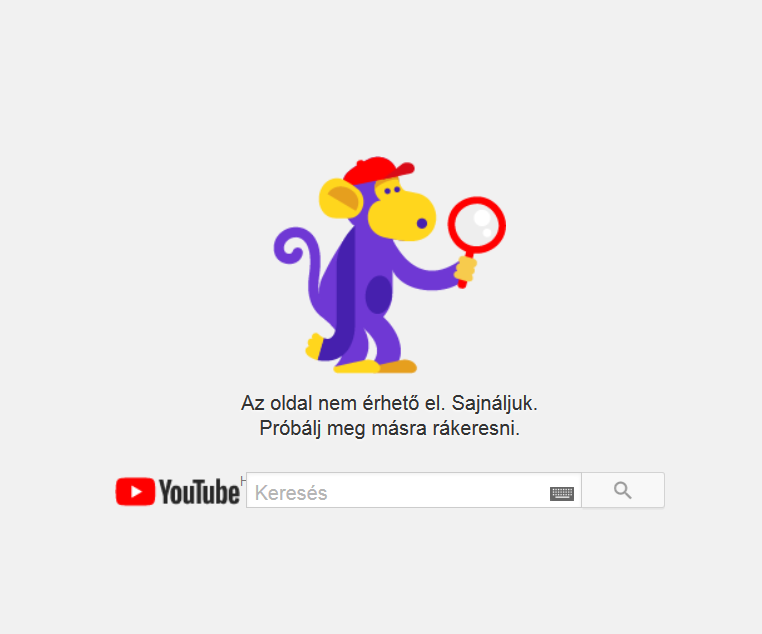 Az oldal nem érhető el. Sajnáljuk.
Próbálj meg másra rákeresni.
YouTube
Keresés